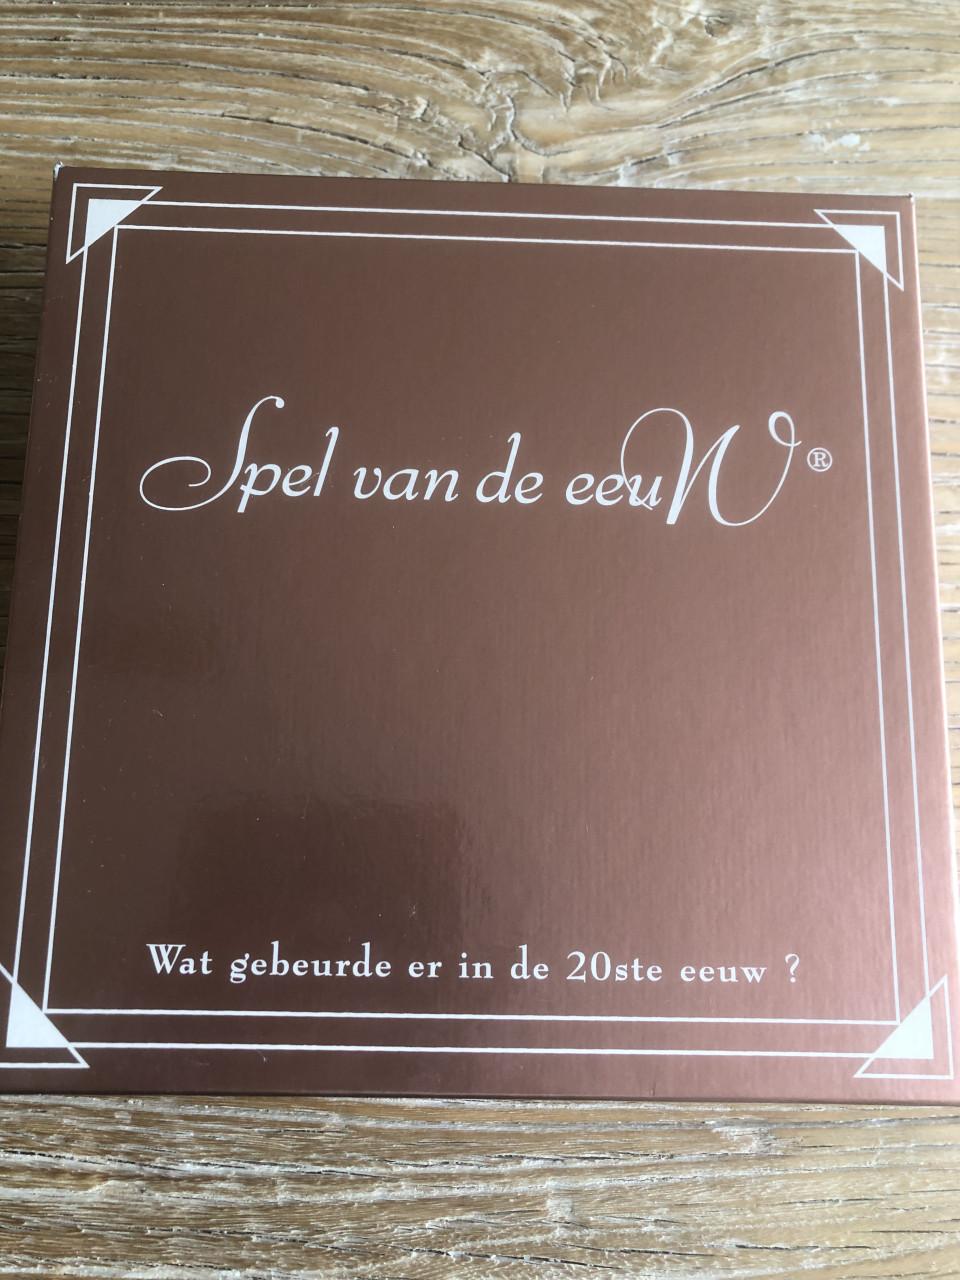 Spel van de eeuW®
Wat gebeurde er in de 20ste eeuw ?